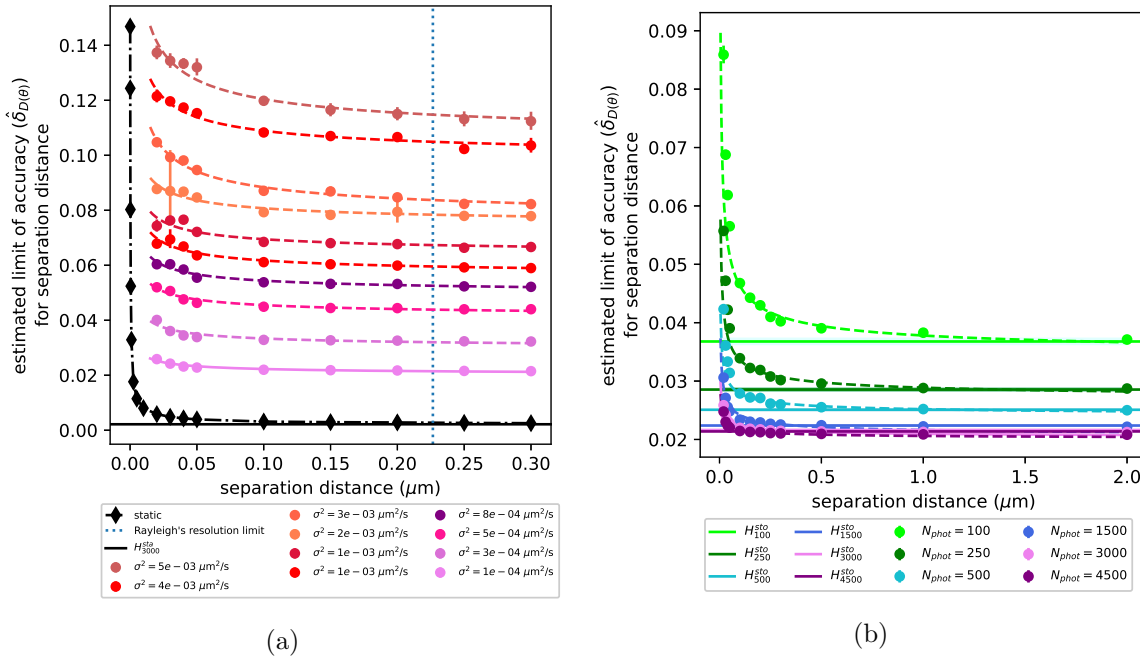 estimated limit of accuracy (δ̂_{D(θ)})
for separation distance
0.14
0.12
0.10
0.08
0.06
0.04
0.02
0.00
0.00 0.05 0.10 0.15 0.20 0.25 0.30
separation distance (μm)
static
Rayleigh's resolution limit
H^{sta}_{3000}
σ² = 5e−03 μm²/s
σ² = 4e−03 μm²/s
σ² = 3e−03 μm²/s
σ² = 2e−03 μm²/s
σ² = 1e−03 μm²/s
σ² = 1e−03 μm²/s
σ² = 8e−04 μm²/s
σ² = 5e−04 μm²/s
σ² = 3e−04 μm²/s
σ² = 1e−04 μm²/s
(a)
estimated limit of accuracy (δ̂_{D(θ)})
for separation distance
0.09
0.08
0.07
0.06
0.05
0.04
0.03
0.02
0.0 0.5 1.0 1.5 2.0
separation distance (μm)
H^{sto}_{100}
H^{sto}_{250}
H^{sto}_{500}
H^{sto}_{1500}
H^{sto}_{3000}
H^{sto}_{4500}
N_{phot} = 100
N_{phot} = 250
N_{phot} = 500
N_{phot} = 1500
N_{phot} = 3000
N_{phot} = 4500
(b)